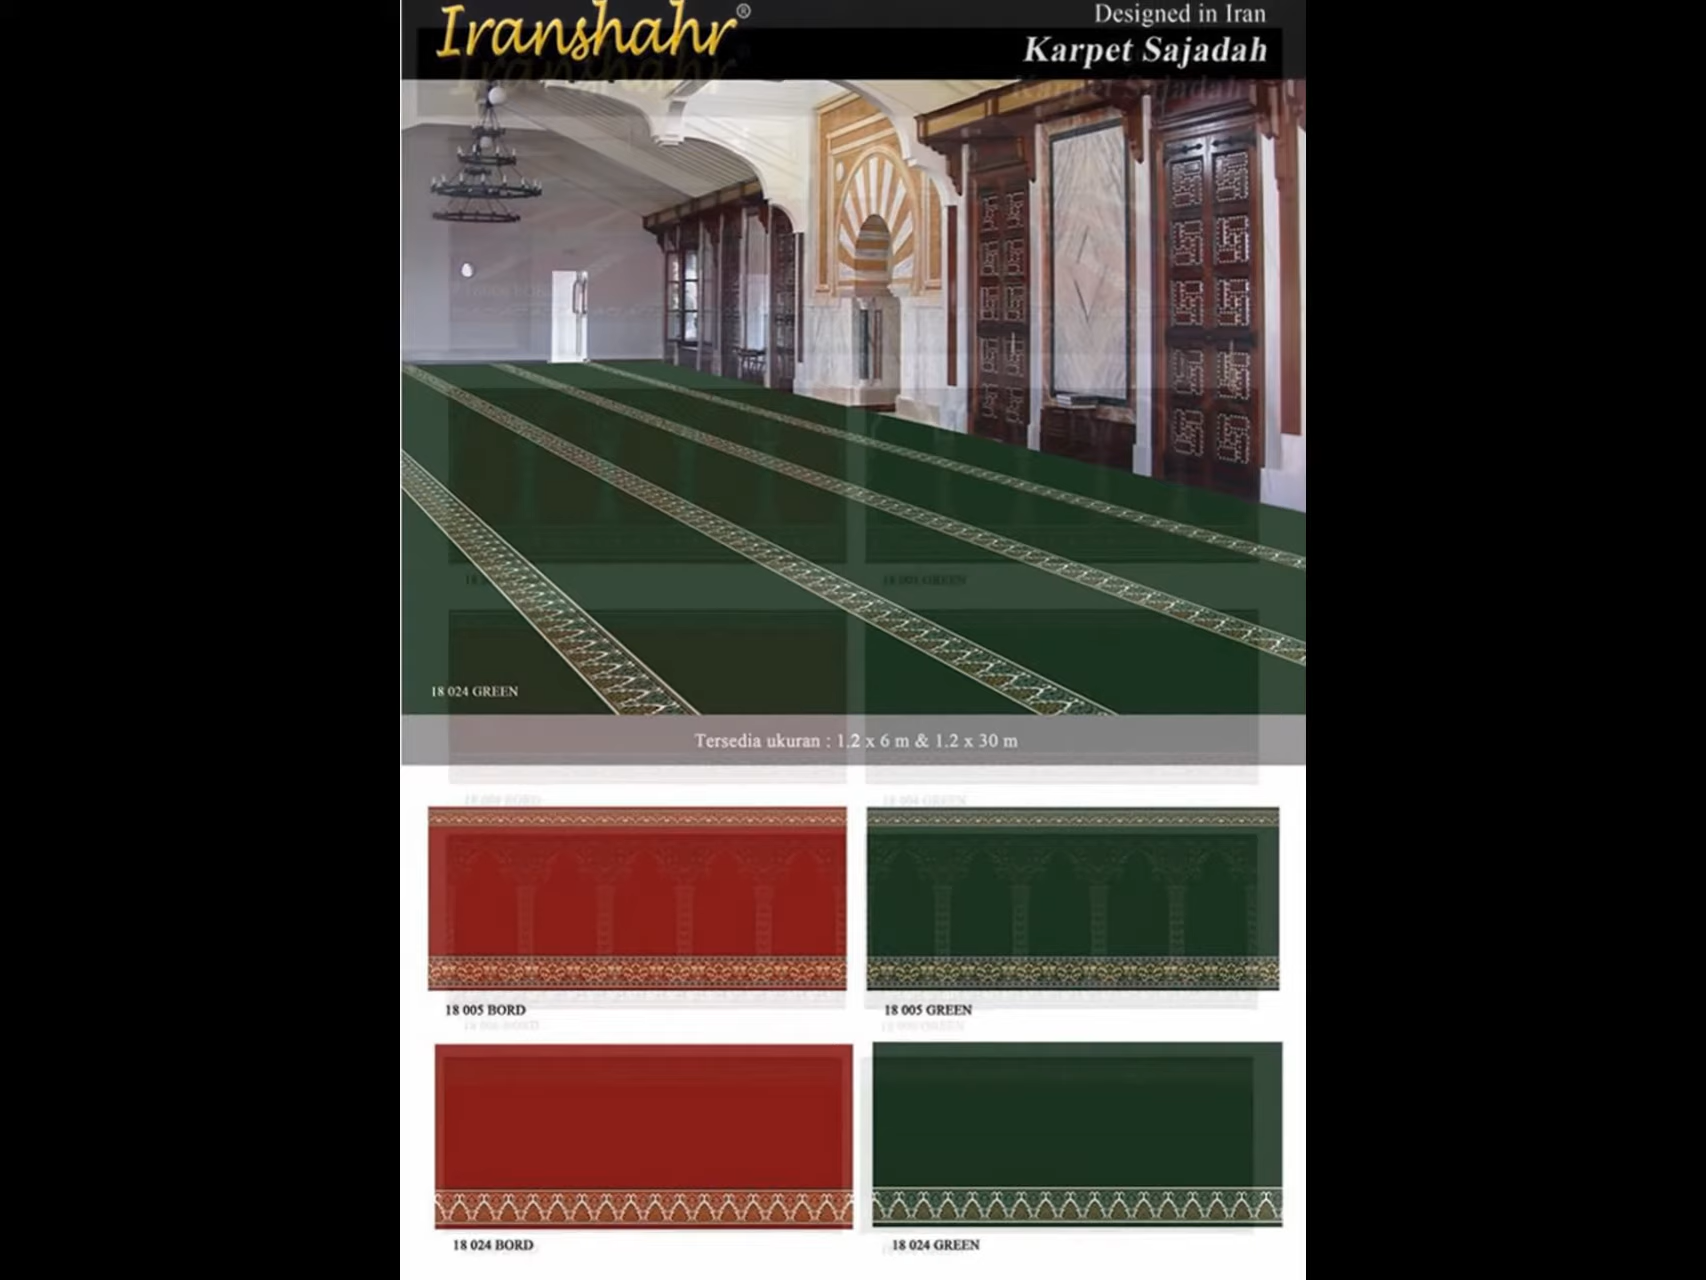 Iranshahr®
Designed in Iran
Karpet Sajadah
18 024 GREEN
Tersedia ukuran : 1.2 x 6 m & 1.2 x 30 m
18 005 BORD
18 005 GREEN
18 024 BORD
18 024 GREEN